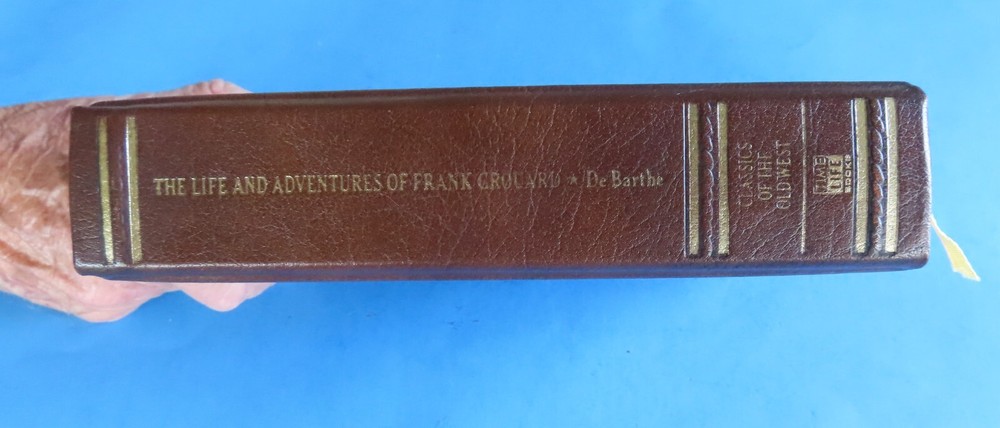 THE LIFE AND ADVENTURES OF FRANK GROUARD ★ De Barthe
CLASSICS
OF THE
OLD WEST
TIME
LIFE
BOOKS